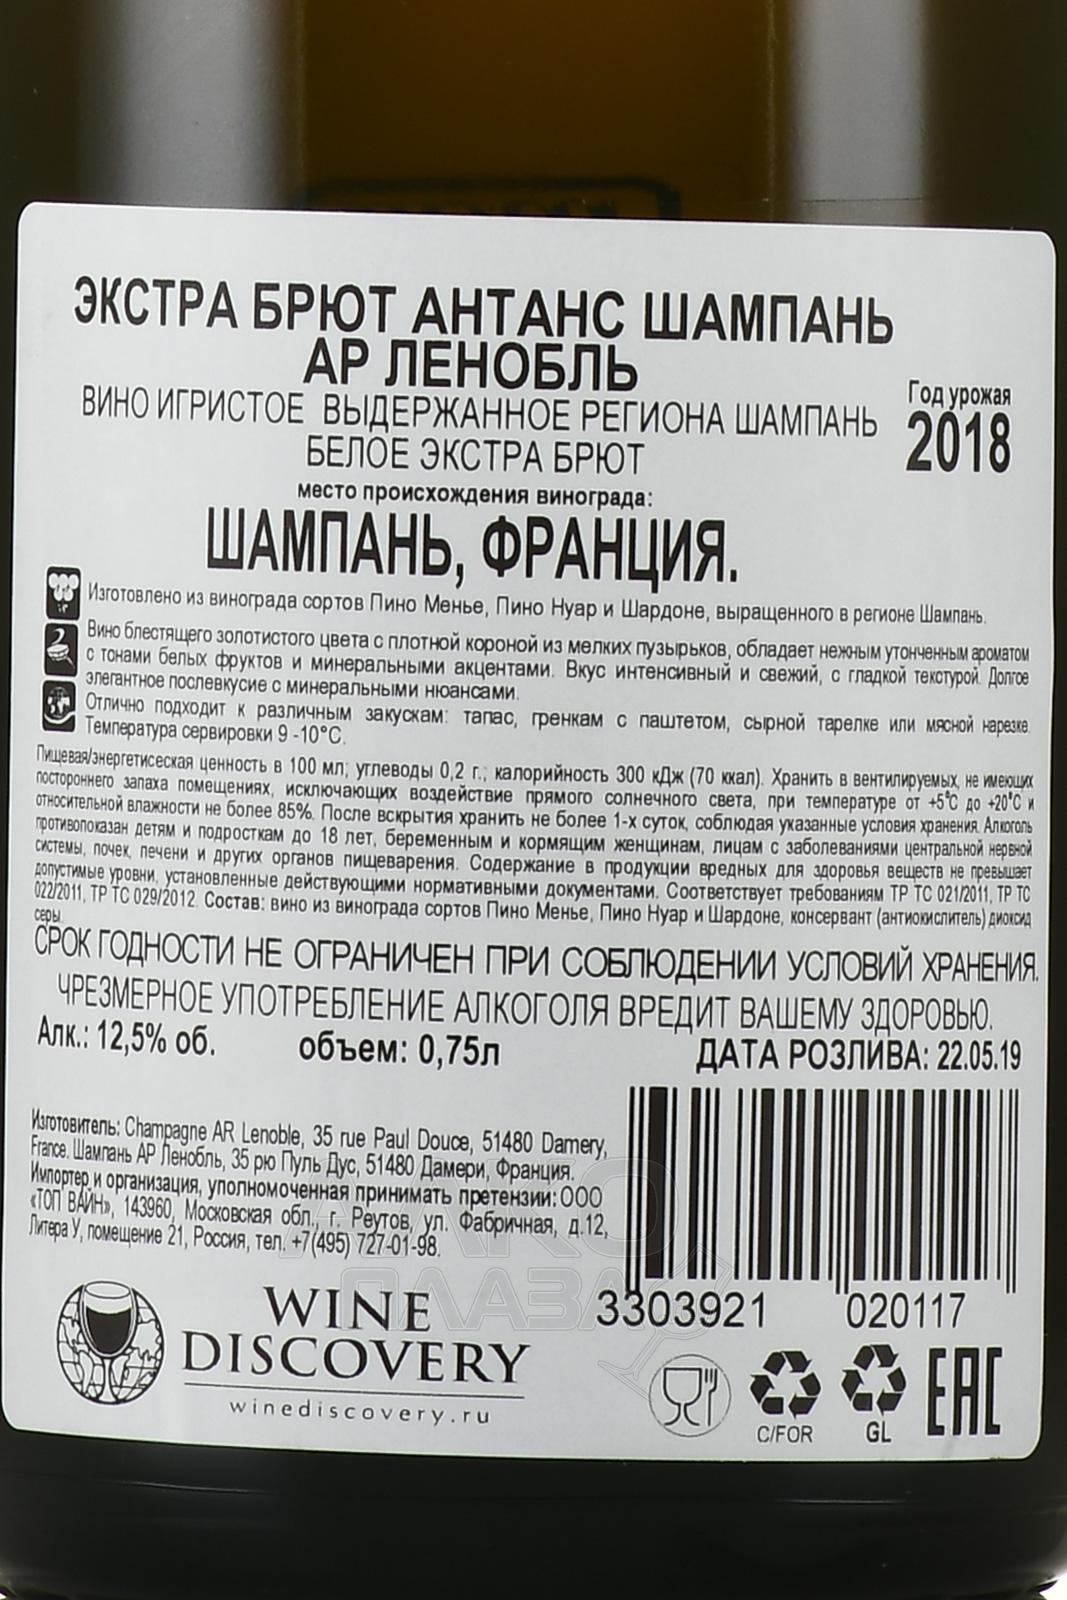 ЭКСТРА БРЮТ АНТАНС ШАМПАНЬ
АР ЛЕНОБЛЬ
ВИНО ИГРИСТОЕ ВЫДЕРЖАННОЕ РЕГИОНА ШАМПАНЬ
БЕЛОЕ ЭКСТРА БРЮТ
Год урожая
2018
место происхождения винограда:
ШАМПАНЬ, ФРАНЦИЯ.
Изготовлено из винограда сортов Пино Менье, Пино Нуар и Шардоне, выращенного в регионе Шампань.
Вино блестящего золотистого цвета с плотной короной из мелких пузырьков, обладает нежным утонченным ароматом
с тонами белых фруктов и минеральными акцентами. Вкус интенсивный и свежий, с гладкой текстурой. Долгое
элегантное послевкусие с минеральными нюансами.
Отлично подходит к различным закускам: тапас, гренкам с паштетом, сырной тарелке или мясной нарезке.
Температура сервировки 9 -10°С.
Пищевая/энергетисеская ценность в 100 мл; углеводы 0,2 г.; калорийность 300 кДж (70 ккал). Хранить в вентилируемых, не имеющих
постороннего запаха помещениях, исключающих воздействие прямого солнечного света, при температуре от +5°С до +20°С и
относительной влажности не более 85%. После вскрытия хранить не более 1-х суток, соблюдая указанные условия хранения. Алкоголь
противопоказан детям и подросткам до 18 лет, беременным и кормящим женщинам, лицам с заболеваниями центральной нервной
системы, почек, печени и других органов пищеварения. Содержание в продукции вредных для здоровья веществ не превышает
допустимые уровни, установленные действующими нормативными документами. Соответствует требованиям ТР ТС 021/2011, ТР ТС
022/2011, ТР ТС 029/2012. Состав: вино из винограда сортов Пино Менье, Пино Нуар и Шардоне, консервант (антиокислитель) диоксид
серы.
СРОК ГОДНОСТИ НЕ ОГРАНИЧЕН ПРИ СОБЛЮДЕНИИ УСЛОВИЙ ХРАНЕНИЯ.
ЧРЕЗМЕРНОЕ УПОТРЕБЛЕНИЕ АЛКОГОЛЯ ВРЕДИТ ВАШЕМУ ЗДОРОВЬЮ.
Алк.: 12,5% об. объем: 0,75л ДАТА РОЗЛИВА: 22.05.19
Изготовитель: Champagne AR Lenoble, 35 rue Paul Douce, 51480 Damery,
France. Шампань АР Ленобль, 35 рю Пуль Дус, 51480 Дамери, Франция.
Импортер и организация, уполномоченная принимать претензии: ООО
«ТОП ВАЙН», 143960, Московская обл., г. Реутов, ул. Фабричная, д.12,
Литера У, помещение 21, Россия, тел. +7(495) 727-01-98.
АЛКО
ПЛАЗА
3303921 020117
WINE
DISCOVERY
winediscovery.ru
C/FOR
GL
EAC